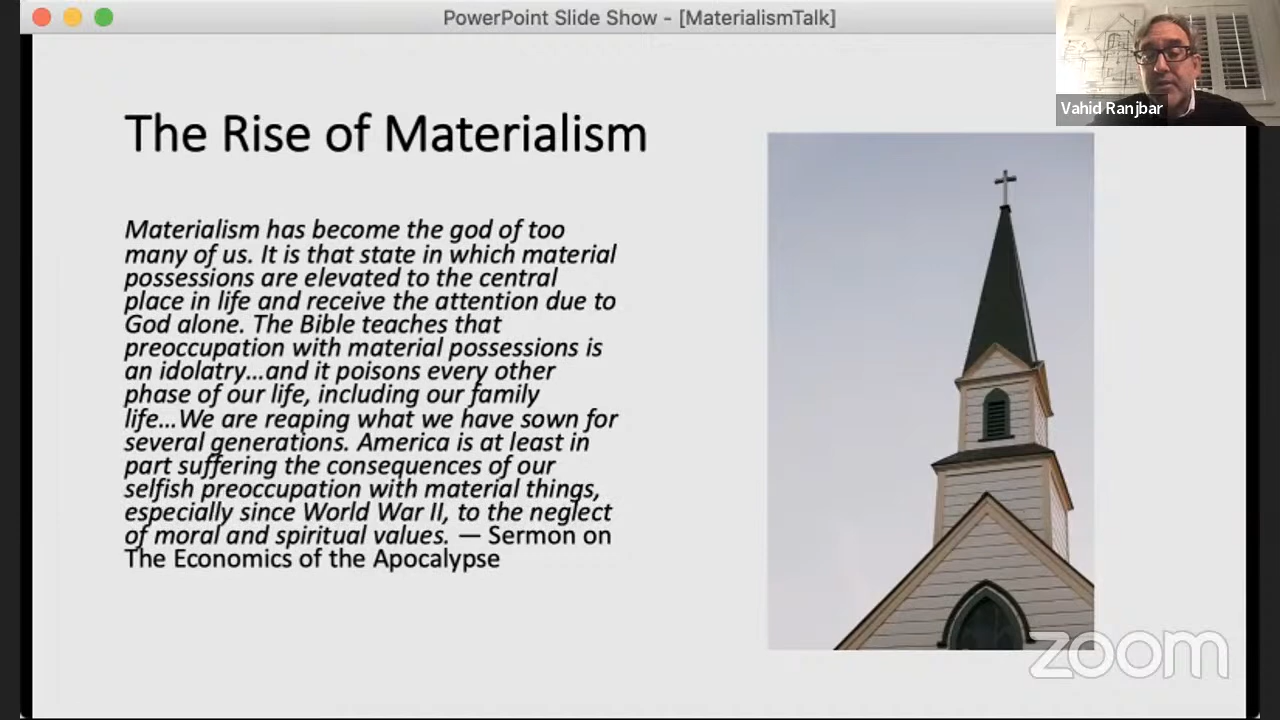 PowerPoint Slide Show - [MaterialismTalk]
Vahid Ranjbar
The Rise of Materialism
Materialism has become the god of too
many of us. It is that state in which material
possessions are elevated to the central
place in life and receive the attention due to
God alone. The Bible teaches that
preoccupation with material possessions is
an idolatry…and it poisons every other
phase of our life, including our family
life…We are reaping what we have sown for
several generations. America is at least in
part suffering the consequences of our
selfish preoccupation with material things,
especially since World War II, to the neglect
of moral and spiritual values. — Sermon on
The Economics of the Apocalypse
zoom